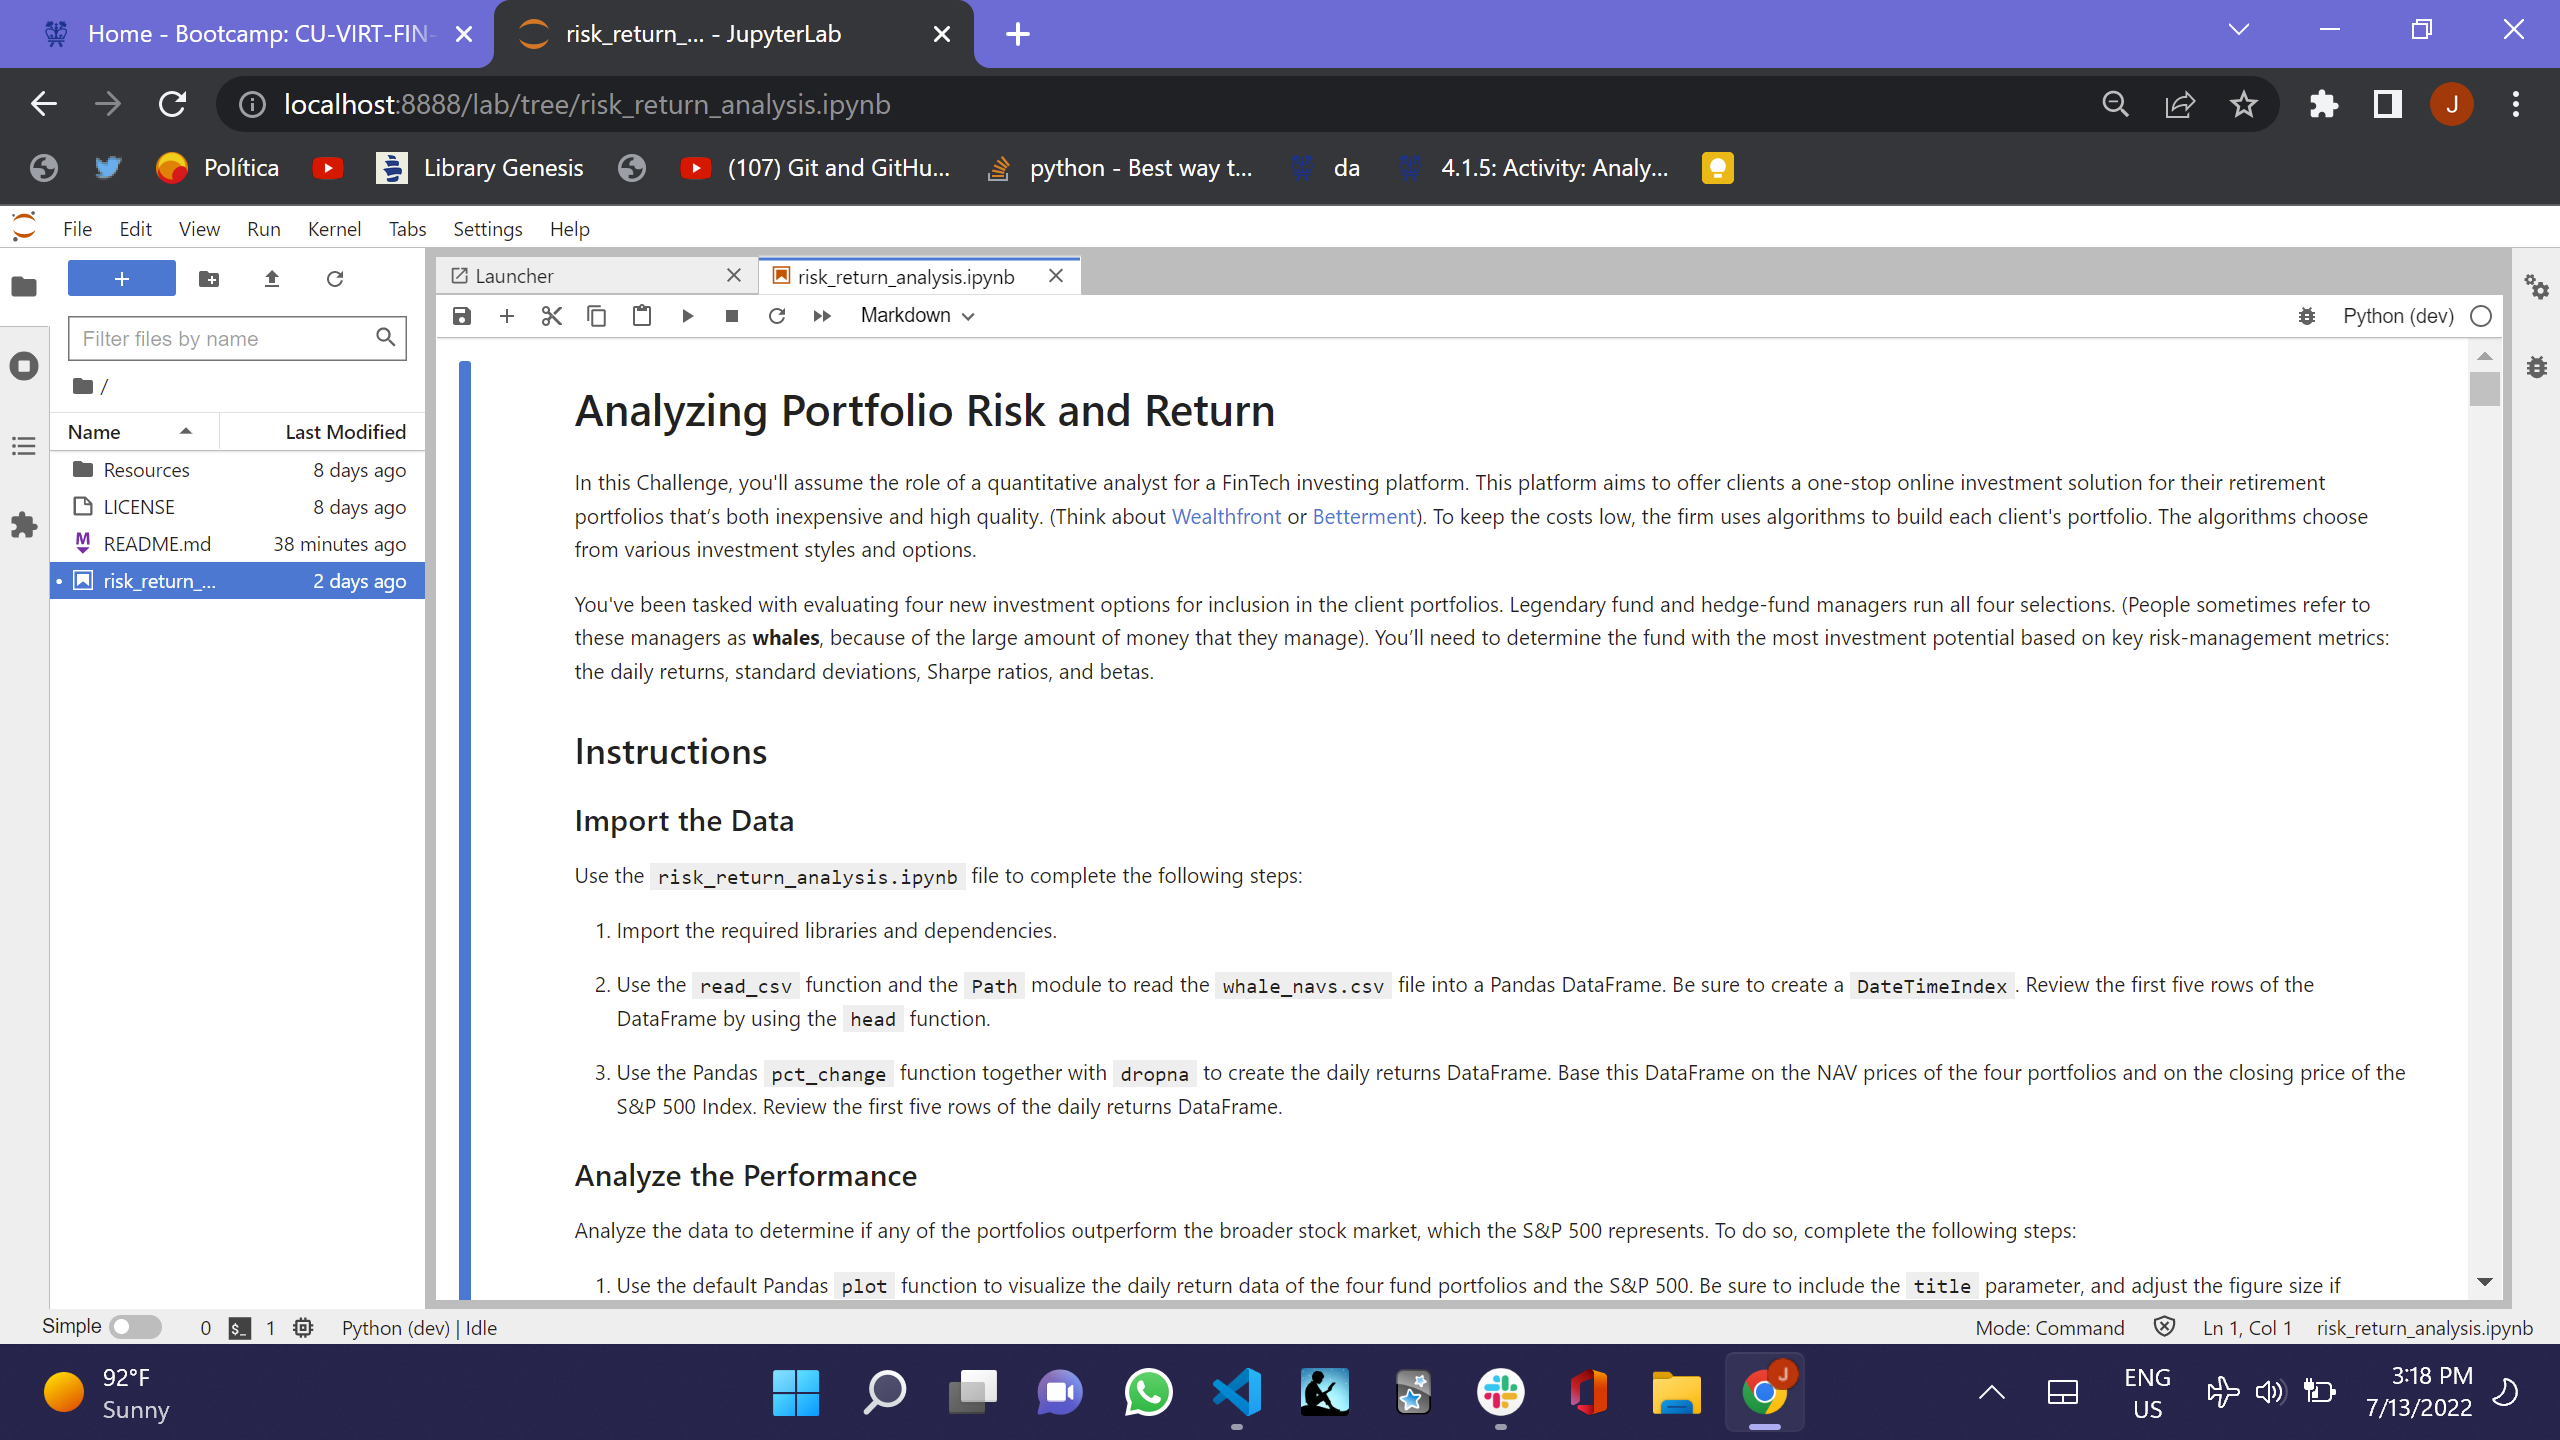 Home - Bootcamp: CU-VIRT-FIN-
risk_return_... - JupyterLab
localhost:8888/lab/tree/risk_return_analysis.ipynb
J
Política
Library Genesis
(107) Git and GitHu...
python - Best way t...
da
4.1.5: Activity: Analy...
File Edit View Run Kernel Tabs Settings Help
Launcher
risk_return_analysis.ipynb
Markdown
Python (dev)
Filter files by name
/
Name Last Modified
Resources 8 days ago
LICENSE 8 days ago
README.md 38 minutes ago
risk_return_... 2 days ago
Analyzing Portfolio Risk and Return
In this Challenge, you'll assume the role of a quantitative analyst for a FinTech investing platform. This platform aims to offer clients a one-stop online investment solution for their retirement
portfolios that’s both inexpensive and high quality. (Think about Wealthfront or Betterment). To keep the costs low, the firm uses algorithms to build each client's portfolio. The algorithms choose
from various investment styles and options.
You've been tasked with evaluating four new investment options for inclusion in the client portfolios. Legendary fund and hedge-fund managers run all four selections. (People sometimes refer to
these managers as whales, because of the large amount of money that they manage). You’ll need to determine the fund with the most investment potential based on key risk-management metrics:
the daily returns, standard deviations, Sharpe ratios, and betas.
Instructions
Import the Data
Use the risk_return_analysis.ipynb file to complete the following steps:
1. Import the required libraries and dependencies.
2. Use the read_csv function and the Path module to read the whale_navs.csv file into a Pandas DataFrame. Be sure to create a DateTimeIndex. Review the first five rows of the
DataFrame by using the head function.
3. Use the Pandas pct_change function together with dropna to create the daily returns DataFrame. Base this DataFrame on the NAV prices of the four portfolios and on the closing price of the
S&P 500 Index. Review the first five rows of the daily returns DataFrame.
Analyze the Performance
Analyze the data to determine if any of the portfolios outperform the broader stock market, which the S&P 500 represents. To do so, complete the following steps:
1. Use the default Pandas plot function to visualize the daily return data of the four fund portfolios and the S&P 500. Be sure to include the title parameter, and adjust the figure size if
Simple 0 $_ 1 Python (dev) | Idle
Mode: Command Ln 1, Col 1 risk_return_analysis.ipynb
92°F
Sunny
J
ENG
US
3:18 PM
7/13/2022